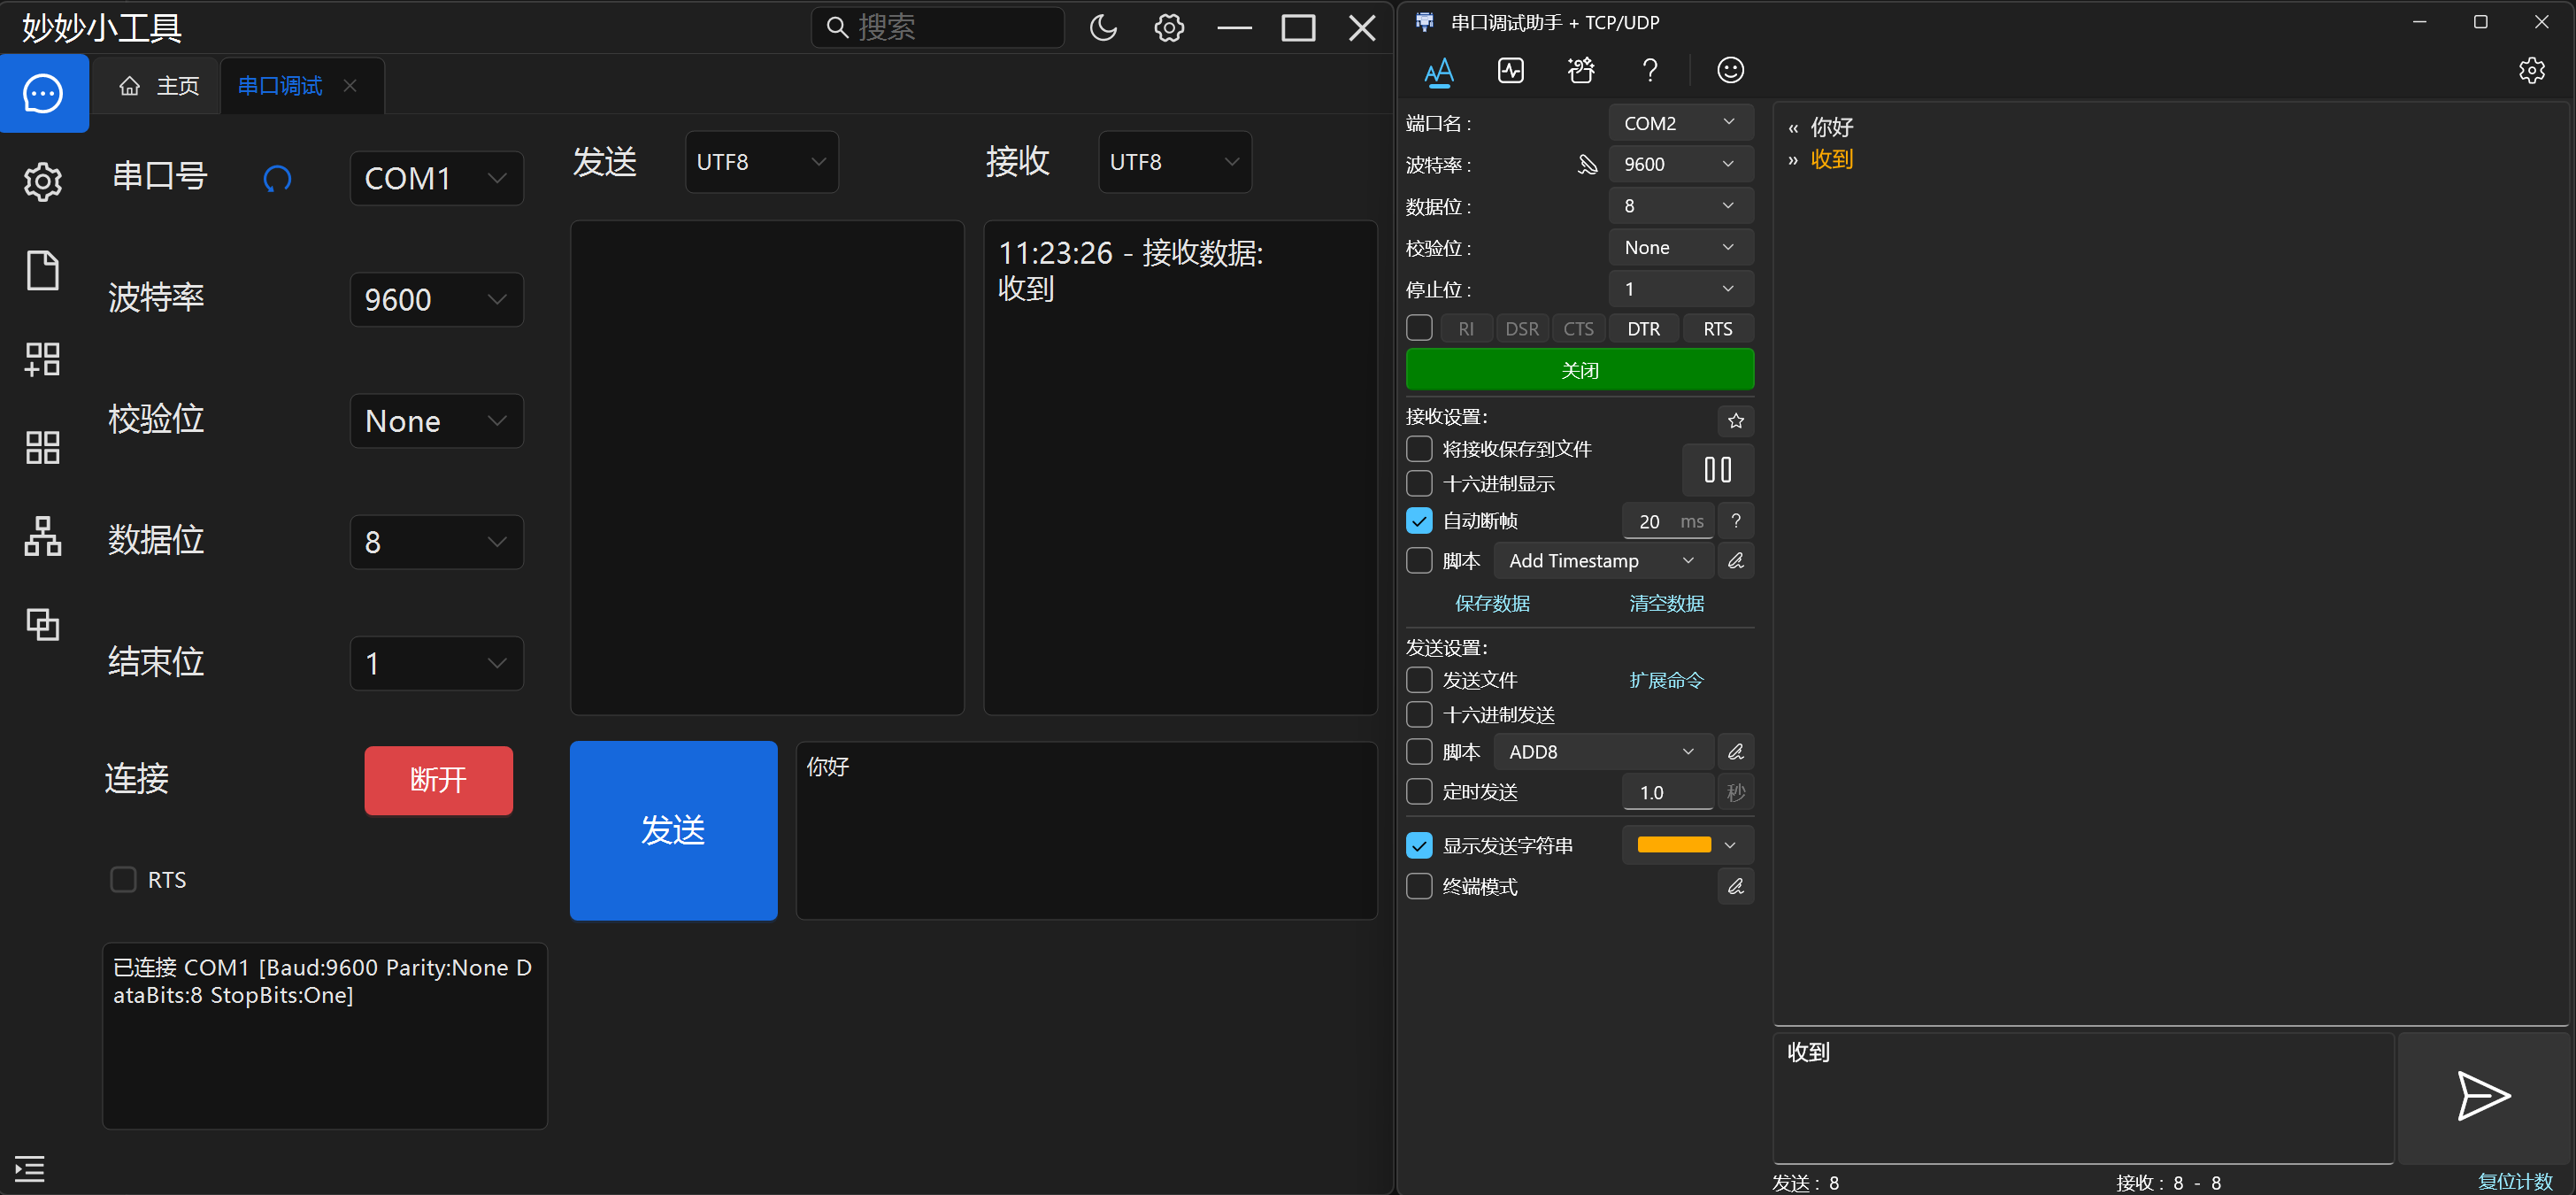 妙妙小工具
搜索
主页
串口调试
串口号
COM1
波特率
9600
校验位
None
数据位
8
结束位
1
连接
断开
RTS
已连接 COM1 [Baud:9600 Parity:None D
ataBits:8 StopBits:One]
发送
UTF8
接收
UTF8
11:23:26 - 接收数据:
收到
发送
你好
串口调试助手 + TCP/UDP
端口名 :
COM2
波特率 :
9600
数据位 :
8
校验位 :
None
停止位 :
1
RI DSR CTS DTR RTS
关闭
接收设置:
将接收保存到文件
十六进制显示
自动断帧
20 ms ?
脚本
Add Timestamp
保存数据
清空数据
发送设置:
发送文件
扩展命令
十六进制发送
脚本
ADD8
定时发送
1.0 秒
显示发送字符串
终端模式
« 你好
» 收到
收到
发送 : 8
接收 : 8 - 8
复位计数